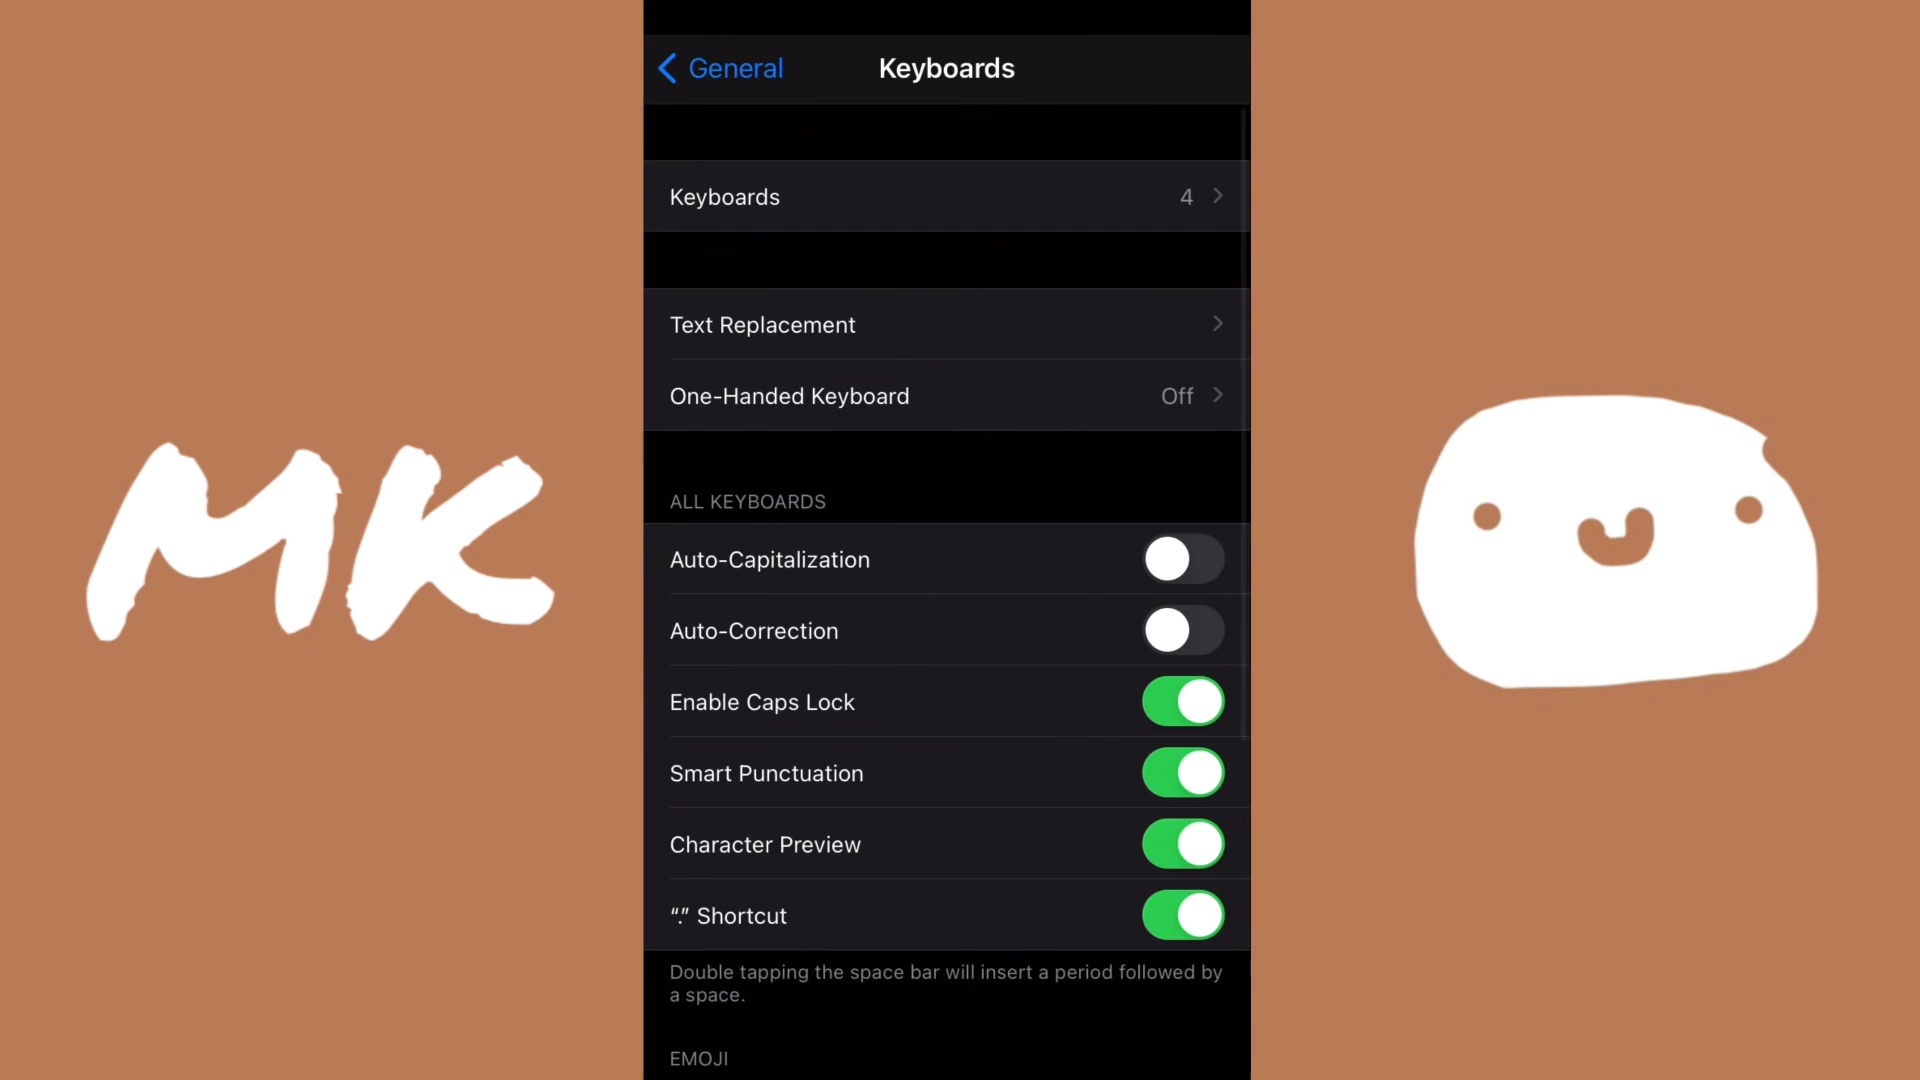 General
Keyboards
Keyboards 4
Text Replacement
One-Handed Keyboard Off
ALL KEYBOARDS
Auto-Capitalization
Auto-Correction
Enable Caps Lock
Smart Punctuation
Character Preview
“.” Shortcut
Double tapping the space bar will insert a period followed by
a space.
EMOJI
MK